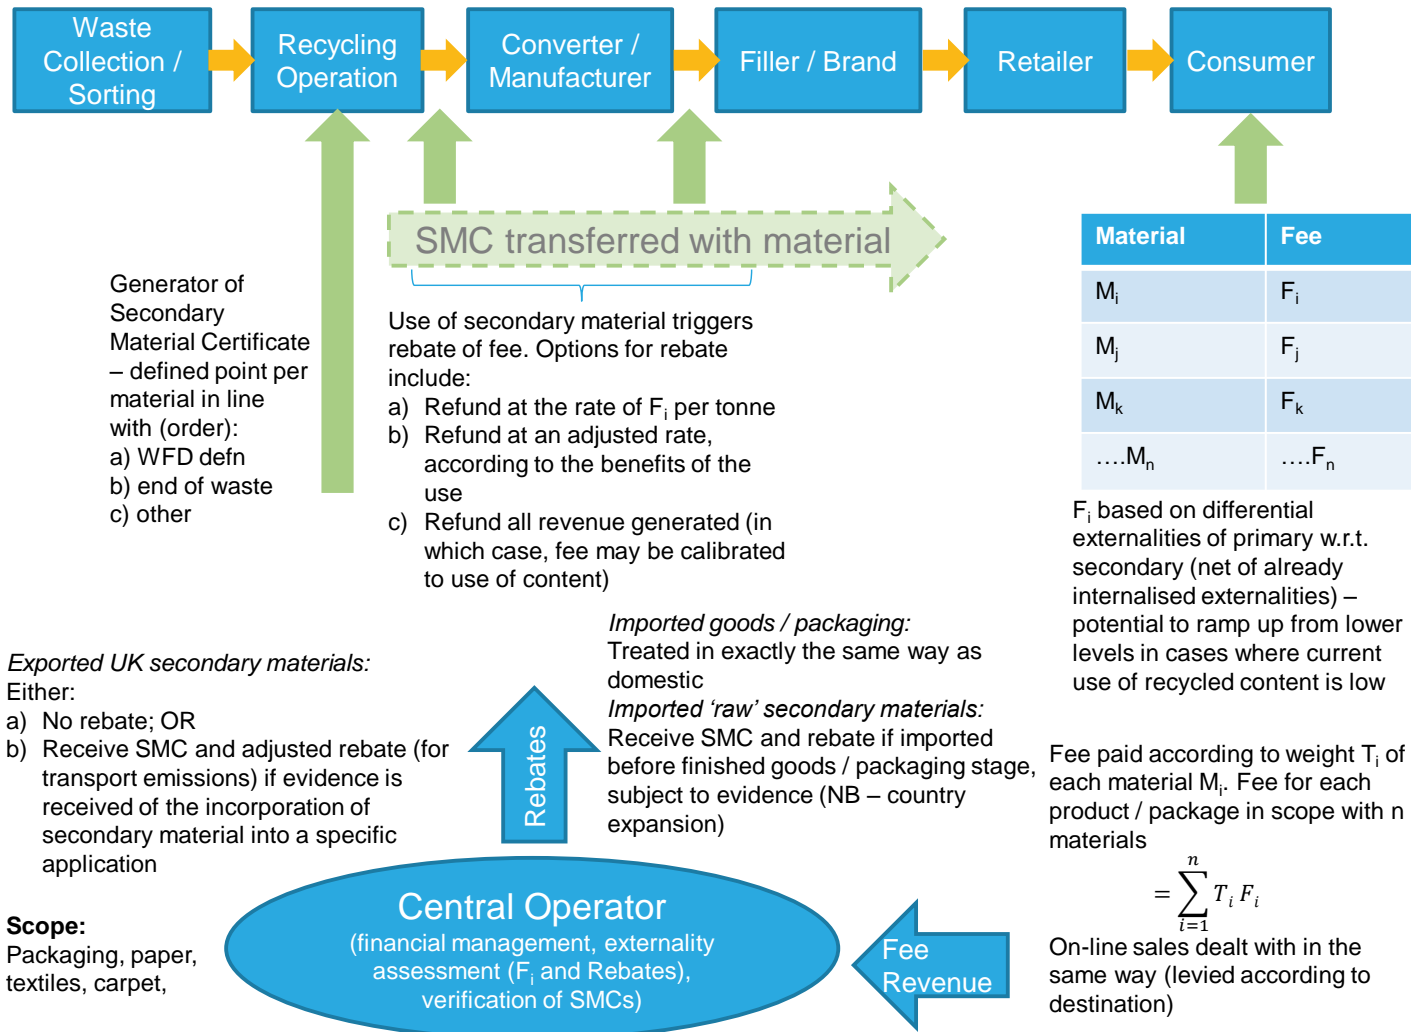 Waste
Collection /
Sorting
Recycling
Operation
Converter /
Manufacturer
Filler / Brand
Retailer
Consumer
SMC transferred with material
Generator of
Secondary
Material Certificate
– defined point per
material in line
with (order):
a) WFD defn
b) end of waste
c) other
Use of secondary material triggers
rebate of fee. Options for rebate
include:
a) Refund at the rate of Fi per tonne
b) Refund at an adjusted rate,
according to the benefits of the
use
c) Refund all revenue generated (in
which case, fee may be calibrated
to use of content)
Material Fee
Mi Fi
Mj Fj
Mk Fk
….Mn ….Fn
Fi based on differential
externalities of primary w.r.t.
secondary (net of already
internalised externalities) –
potential to ramp up from lower
levels in cases where current
use of recycled content is low
Exported UK secondary materials:
Either:
a) No rebate; OR
b) Receive SMC and adjusted rebate (for
transport emissions) if evidence is
received of the incorporation of
secondary material into a specific
application
Rebates
Imported goods / packaging:
Treated in exactly the same way as
domestic
Imported ‘raw’ secondary materials:
Receive SMC and rebate if imported
before finished goods / packaging stage,
subject to evidence (NB – country
expansion)
Fee paid according to weight Ti of
each material Mi. Fee for each
product / package in scope with n
materials
= ∑ i=1 n Ti Fi
On-line sales dealt with in the
same way (levied according to
destination)
Scope:
Packaging, paper,
textiles, carpet,
Central Operator
(financial management, externality
assessment (Fi and Rebates),
verification of SMCs)
Fee
Revenue